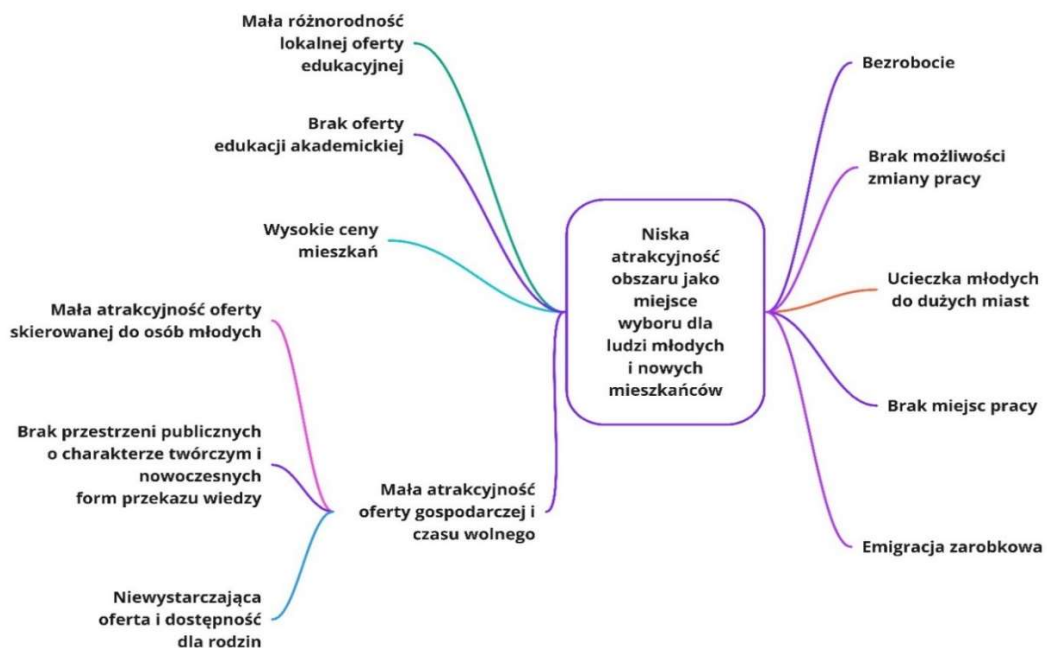 Mała różnorodność
lokalnej oferty
edukacyjnej
Brak oferty
edukacji akademickiej
Wysokie ceny
mieszkań
Mała atrakcyjność oferty
skierowanej do osób młodych
Brak przestrzeni publicznych
o charakterze twórczym i
nowoczesnych
form przekazu wiedzy
Niewystarczająca
oferta i dostępność
dla rodzin
Mała atrakcyjność
oferty gospodarczej i
czasu wolnego
Niska
atrakcyjność
obszaru jako
miejsce
wyboru dla
ludzi młodych
i nowych
mieszkańców
Bezrobocie
Brak możliwości
zmiany pracy
Ucieczka młodych
do dużych miast
Brak miejsc pracy
Emigracja zarobkowa